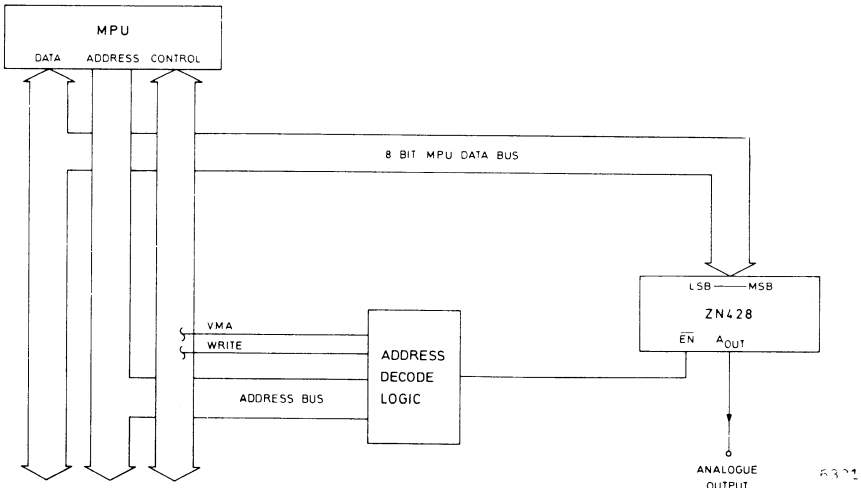 MPU
DATA ADDRESS CONTROL
8 BIT MPU DATA BUS
LSB MSB
ZN428
EN AOUT
VMA
WRITE
ADDRESS
DECODE
LOGIC
ADDRESS BUS
ANALOGUE
OUTPUT